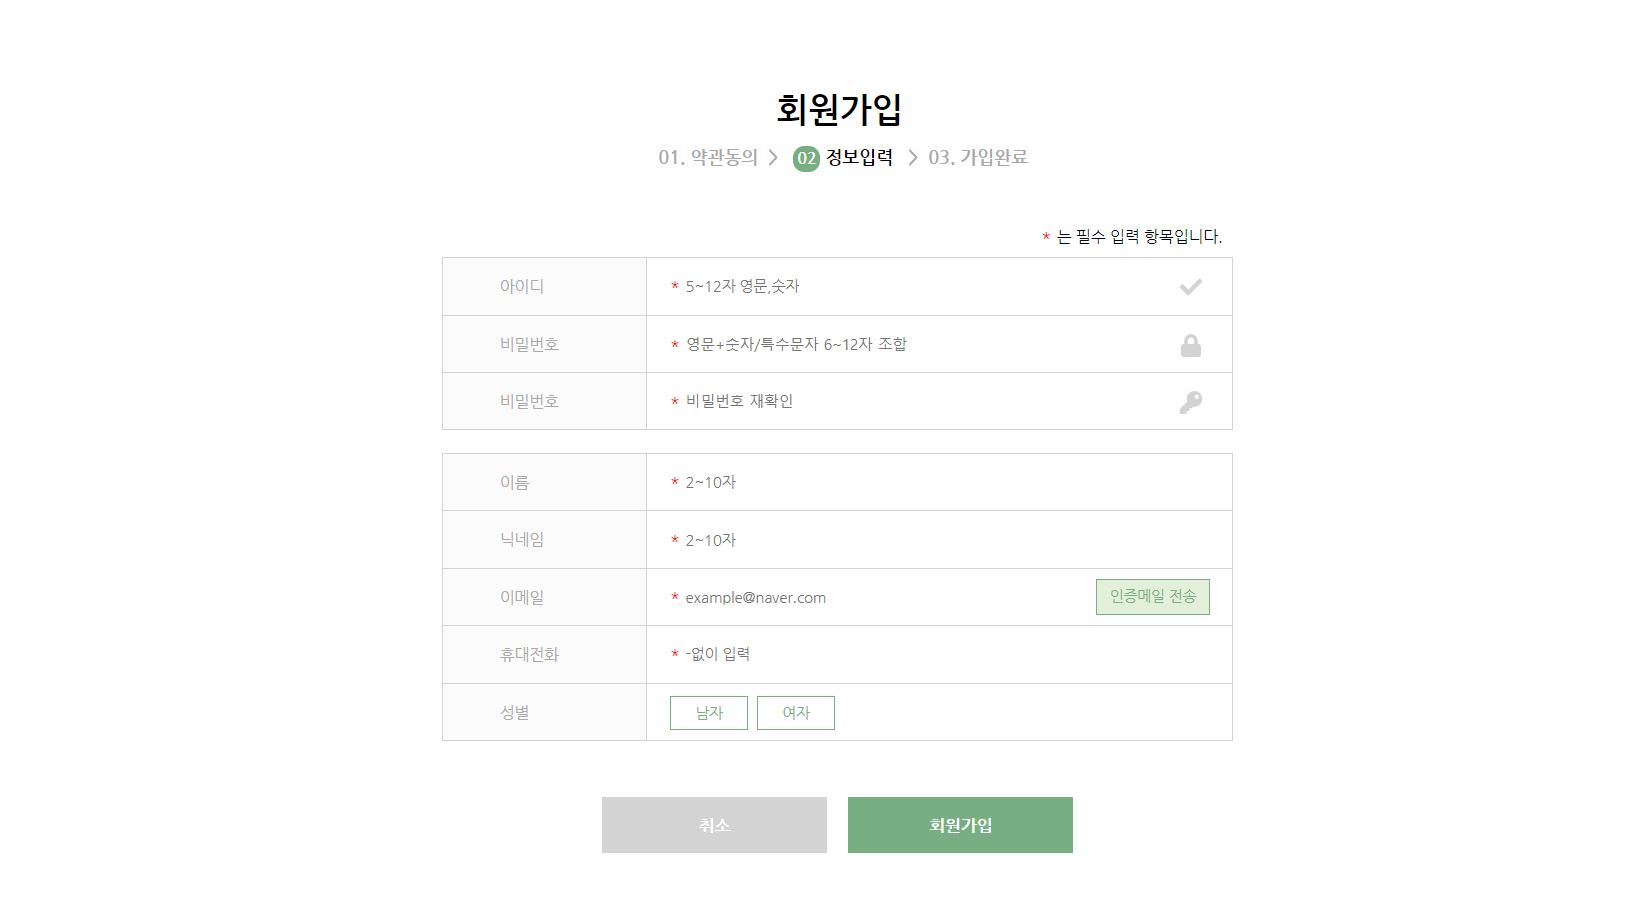 회원가입
01. 약관동의 > 02 정보입력 > 03. 가입완료
* 는 필수 입력 항목입니다.
아이디 * 5~12자 영문,숫자
비밀번호 * 영문+숫자/특수문자 6~12자 조합
비밀번호 * 비밀번호 재확인
이름 * 2~10자
닉네임 * 2~10자
이메일 * example@naver.com 인증메일 전송
휴대전화 * -없이 입력
성별 남자 여자
취소 회원가입